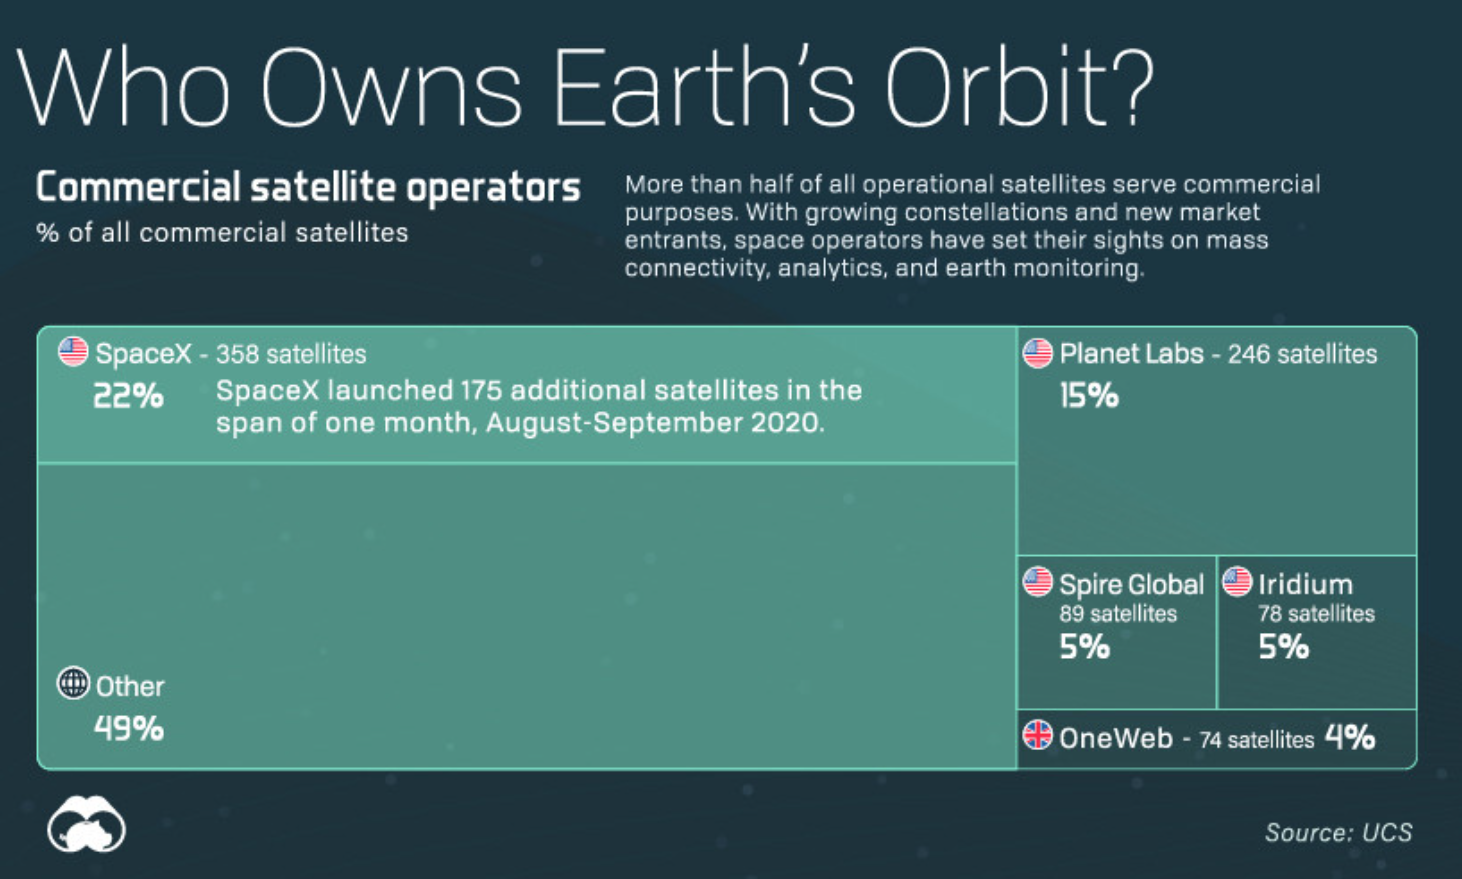 Who Owns Earth's Orbit?
Commercial satellite operators
% of all commercial satellites
More than half of all operational satellites serve commercial
purposes. With growing constellations and new market
entrants, space operators have set their sights on mass
connectivity, analytics, and earth monitoring.
SpaceX - 358 satellites
22%
SpaceX launched 175 additional satellites in the
span of one month, August-September 2020.
Planet Labs - 246 satellites
15%
Other
49%
Spire Global
89 satellites
5%
Iridium
78 satellites
5%
OneWeb - 74 satellites 4%
Source: UCS